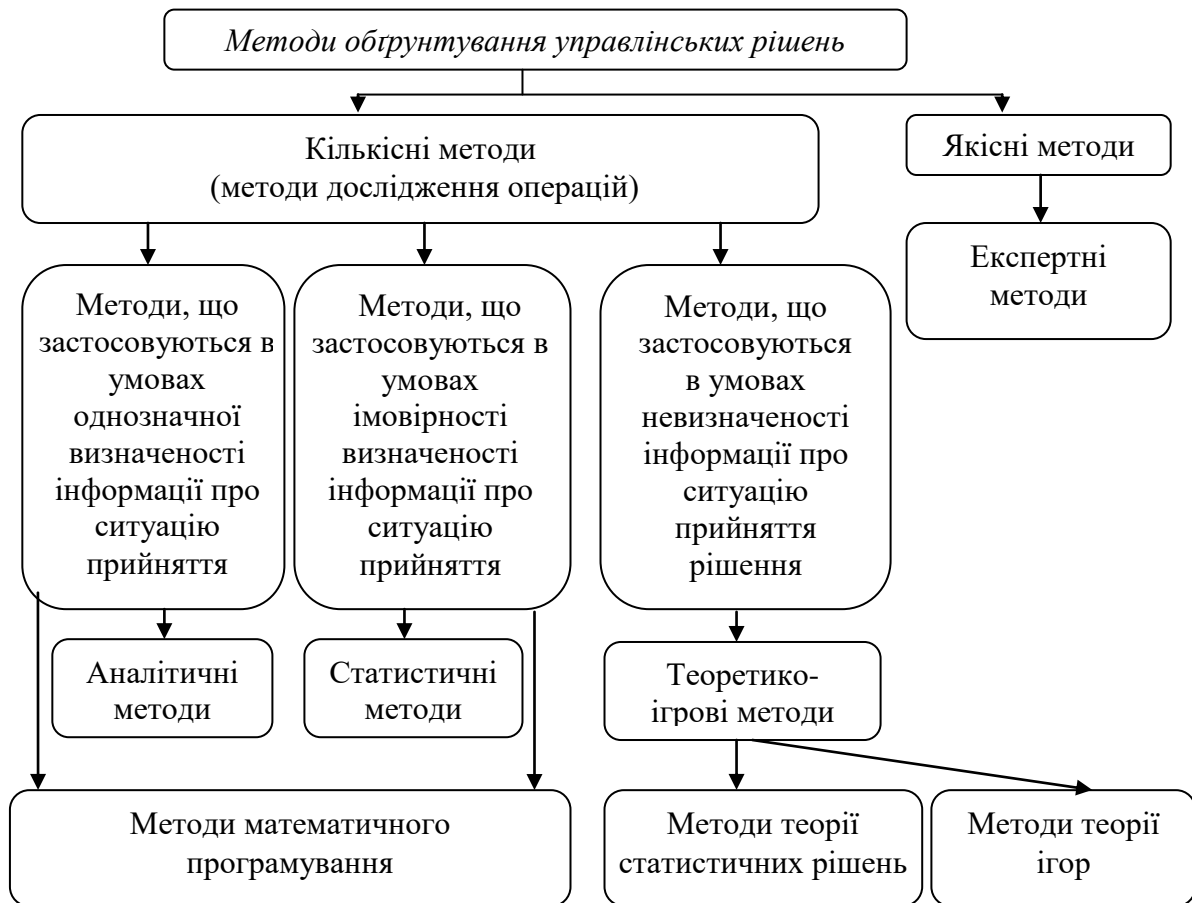 Методи обґрунтування управлінських рішень
Кількісні методи
(методи дослідження операцій)
Якісні методи
Експертні
методи
Методи, що
застосовуються в
умовах
однозначної
визначеності
інформації про
ситуацію
прийняття
Методи, що
застосовуються в
умовах
імовірності
визначеності
інформації про
ситуацію
прийняття
Методи, що
застосовуються
в умовах
невизначеності
інформації про
ситуацію
прийняття
рішення
Аналітичні
методи
Статистичні
методи
Теоретико-
ігрові методи
Методи математичного
програмування
Методи теорії
статистичних рішень
Методи теорії
ігор